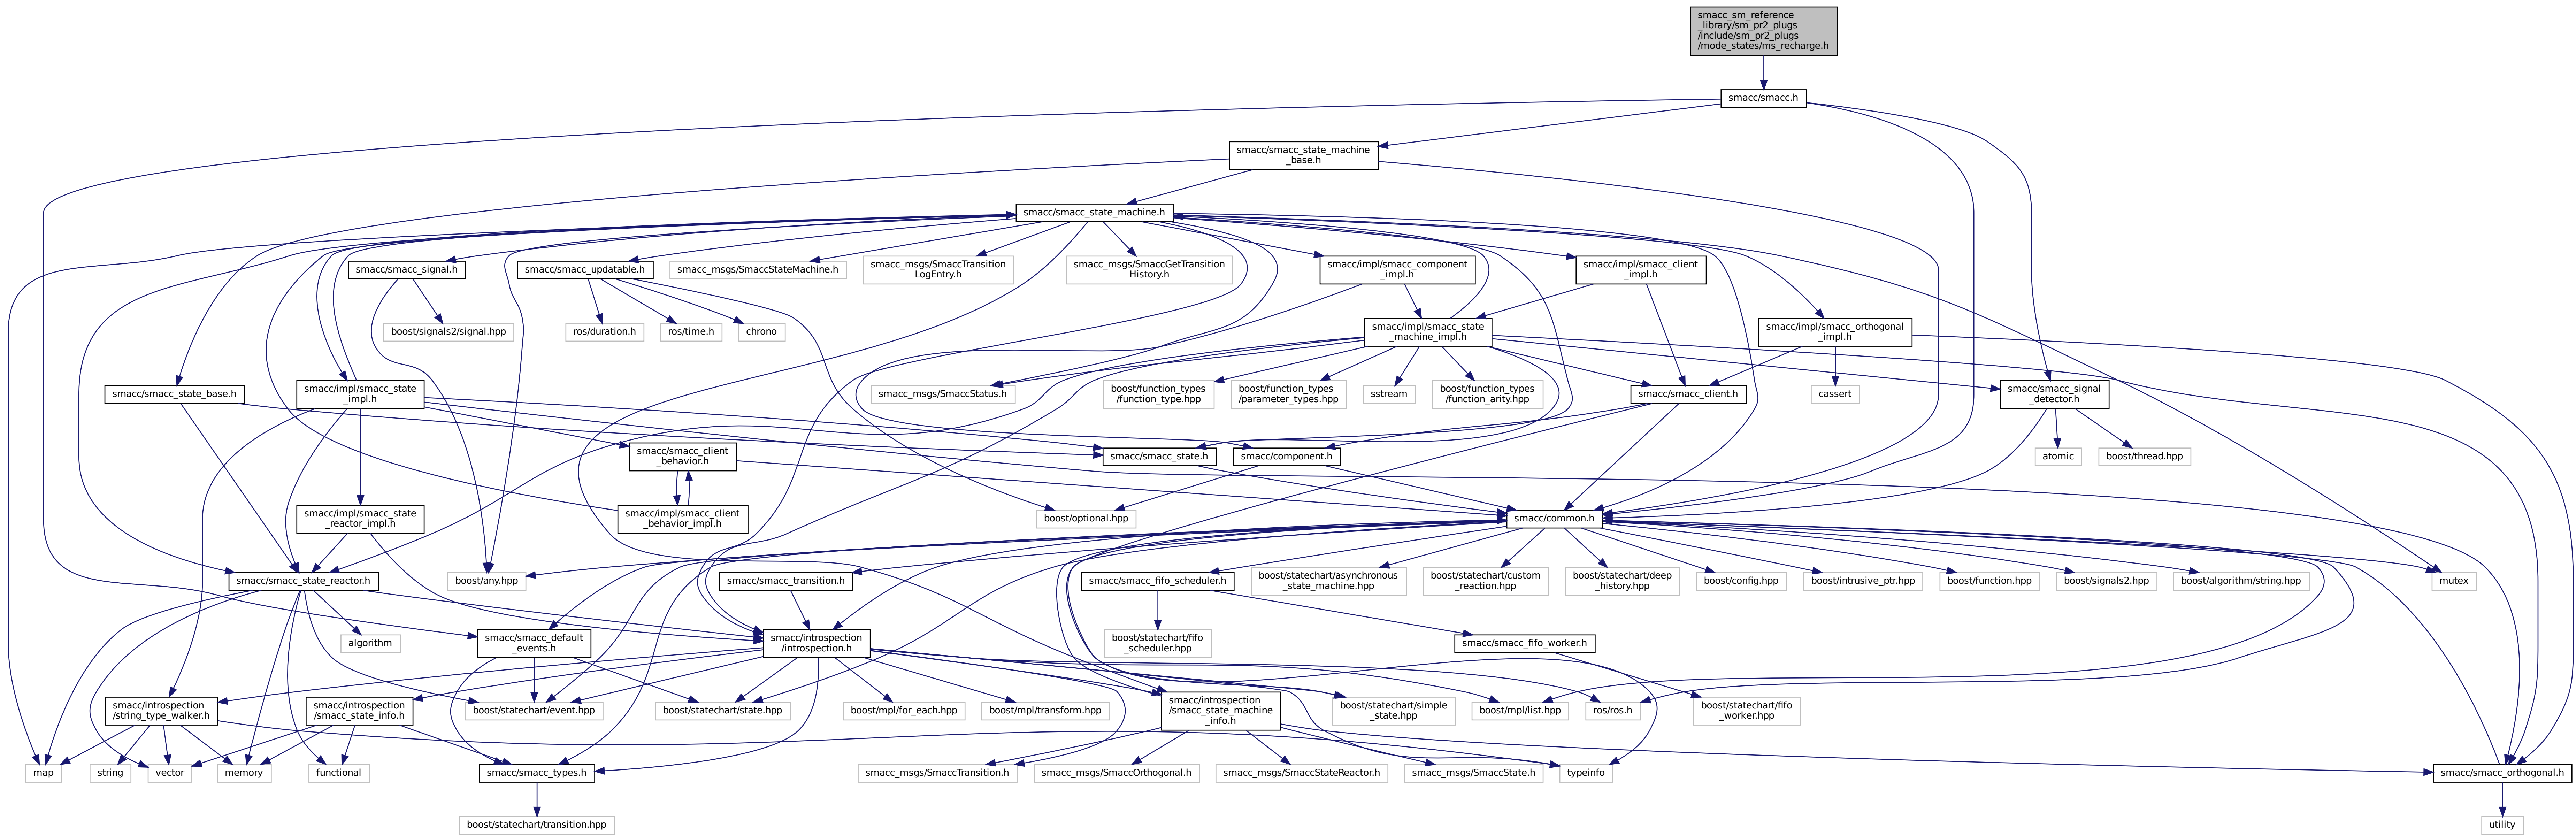 smacc_sm_reference
_library/sm_pr2_plugs
/include/sm_pr2_plugs
/mode_states/ms_recharge.h
smacc/smacc.h
smacc/smacc_state_machine
_base.h
smacc/smacc_state_machine.h
smacc/smacc_signal.h
smacc/smacc_updatable.h
smacc_msgs/SmaccStateMachine.h
smacc_msgs/SmaccTransition
LogEntry.h
smacc_msgs/SmaccGetTransition
History.h
smacc/impl/smacc_component
_impl.h
smacc/impl/smacc_client
_impl.h
boost/signals2/signal.hpp
ros/duration.h
ros/time.h
chrono
smacc/impl/smacc_state
_machine_impl.h
smacc/impl/smacc_orthogonal
_impl.h
smacc/smacc_state_base.h
smacc/impl/smacc_state
_impl.h
smacc_msgs/SmaccStatus.h
boost/function_types
/function_type.hpp
boost/function_types
/parameter_types.hpp
sstream
boost/function_types
/function_arity.hpp
smacc/smacc_client.h
cassert
smacc/smacc_signal
_detector.h
smacc/smacc_client
_behavior.h
smacc/smacc_state.h
smacc/component.h
atomic
boost/thread.hpp
smacc/impl/smacc_state
_reactor_impl.h
smacc/impl/smacc_client
_behavior_impl.h
boost/optional.hpp
smacc/common.h
smacc/smacc_state_reactor.h
boost/any.hpp
smacc/smacc_transition.h
smacc/smacc_fifo_scheduler.h
boost/statechart/asynchronous
_state_machine.hpp
boost/statechart/custom
_reaction.hpp
boost/statechart/deep
_history.hpp
boost/config.hpp
boost/intrusive_ptr.hpp
boost/function.hpp
boost/signals2.hpp
boost/algorithm/string.hpp
mutex
algorithm
smacc/smacc_default
_events.h
smacc/introspection
/introspection.h
boost/statechart/fifo
_scheduler.hpp
smacc/smacc_fifo_worker.h
smacc/introspection
/string_type_walker.h
smacc/introspection
/smacc_state_info.h
boost/statechart/event.hpp
boost/statechart/state.hpp
boost/mpl/for_each.hpp
boost/mpl/transform.hpp
smacc/introspection
/smacc_state_machine
_info.h
boost/statechart/simple
_state.hpp
boost/mpl/list.hpp
ros/ros.h
boost/statechart/fifo
_worker.hpp
map
string
vector
memory
functional
smacc/smacc_types.h
smacc_msgs/SmaccTransition.h
smacc_msgs/SmaccOrthogonal.h
smacc_msgs/SmaccStateReactor.h
smacc_msgs/SmaccState.h
typeinfo
smacc/smacc_orthogonal.h
boost/statechart/transition.hpp
utility